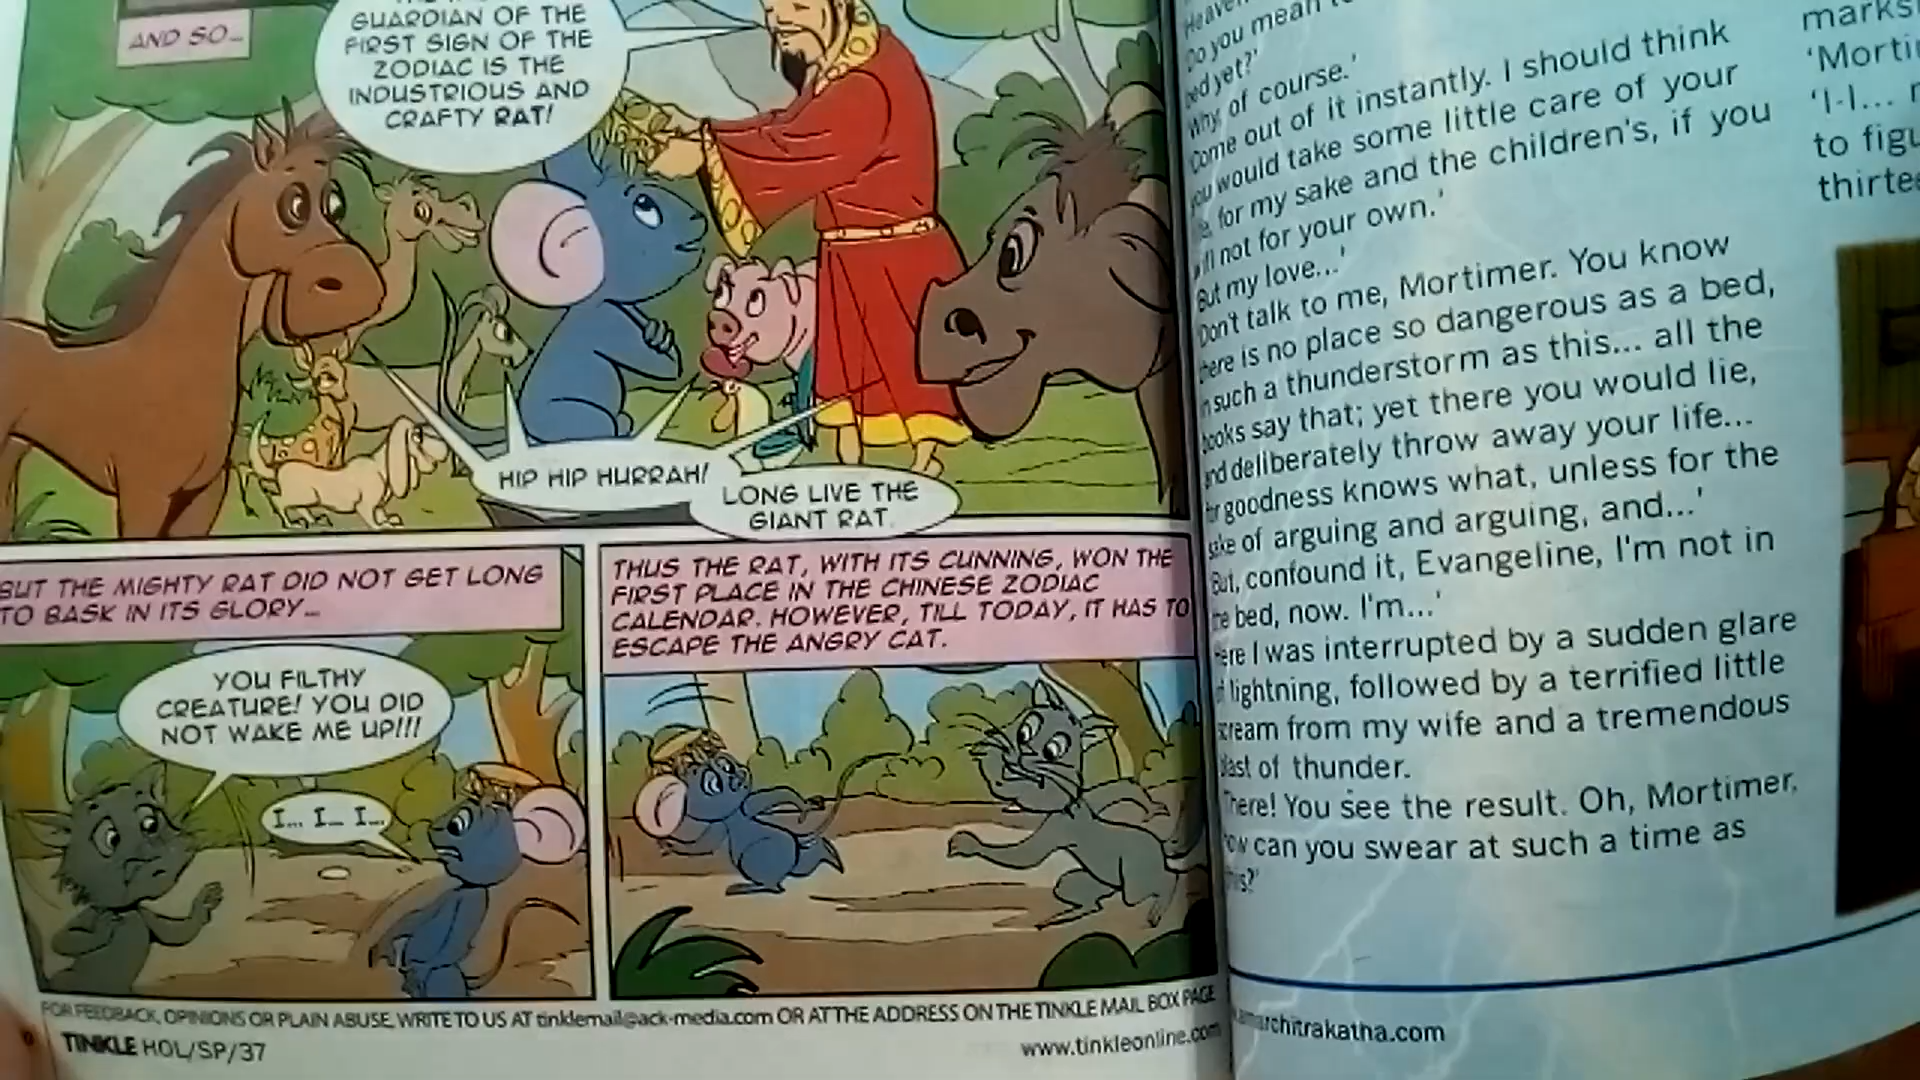 AND SO...
GUARDIAN OF THE
FIRST SIGN OF THE
ZODIAC IS THE
INDUSTRIOUS AND
CRAFTY RAT!
HIP HIP HURRAH!
LONG LIVE THE
GIANT RAT.
BUT THE MIGHTY RAT DID NOT GET LONG
TO BASK IN ITS GLORY...
YOU FILTHY
CREATURE! YOU DID
NOT WAKE ME UP!!!
I... I... I...
THUS THE RAT, WITH ITS CUNNING, WON THE
FIRST PLACE IN THE CHINESE ZODIAC
CALENDAR. HOWEVER, TILL TODAY, IT HAS TO
ESCAPE THE ANGRY CAT.
FOR FEEDBACK, OPINIONS OR PLAIN ABUSE, WRITE TO US AT tinklemail@ack-media.com OR AT THE ADDRESS ON THE TINKLE MAIL BOX PAGE
TINKLE HOL/SP/37
www.tinkleonline.com
Do you mean
yet?'
of course.'
Come out of it instantly. I should think
would take some little care of your
for my sake and the children's, if you
not for your own.'
But my love...'
Don't talk to me, Mortimer. You know
is no place so dangerous as a bed,
such a thunderstorm as this... all the
books say that; yet there you would lie,
deliberately throw away your life...
goodness knows what, unless for the
of arguing and arguing, and...'
But, confound it, Evangeline, I'm not in
bed, now. I'm...'
I was interrupted by a sudden glare
lightning, followed by a terrified little
from my wife and a tremendous
of thunder.
There! You see the result. Oh, Mortimer,
can you swear at such a time as
'I-I...
to